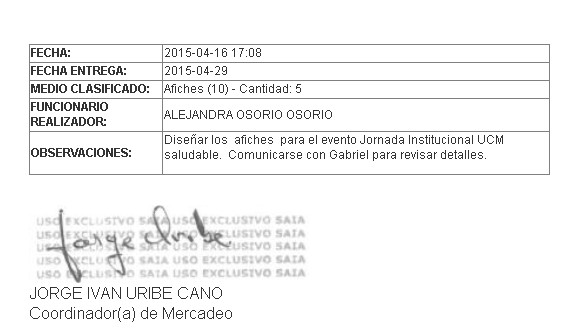 FECHA: 2015-04-16 17:08
FECHA ENTREGA: 2015-04-29
MEDIO CLASIFICADO: Afiches (10) - Cantidad: 5
FUNCIONARIO
REALIZADOR: ALEJANDRA OSORIO OSORIO
OBSERVACIONES: Diseñar los afiches para el evento Jornada Institucional UCM
saludable. Comunicarse con Gabriel para revisar detalles.
USO EXCLUSIVO SAIA USO EXCLUSIVO SAIA
USO EXCLUSIVO SAIA USO EXCLUSIVO SAIA
Jorge Uribe
USO EXCLUSIVO SAIA USO EXCLUSIVO SAIA
USO EXCLUSIVO SAIA USO EXCLUSIVO SAIA
USO EXCLUSIVO SAIA USO EXCLUSIVO SAIA
JORGE IVAN URIBE CANO
Coordinador(a) de Mercadeo